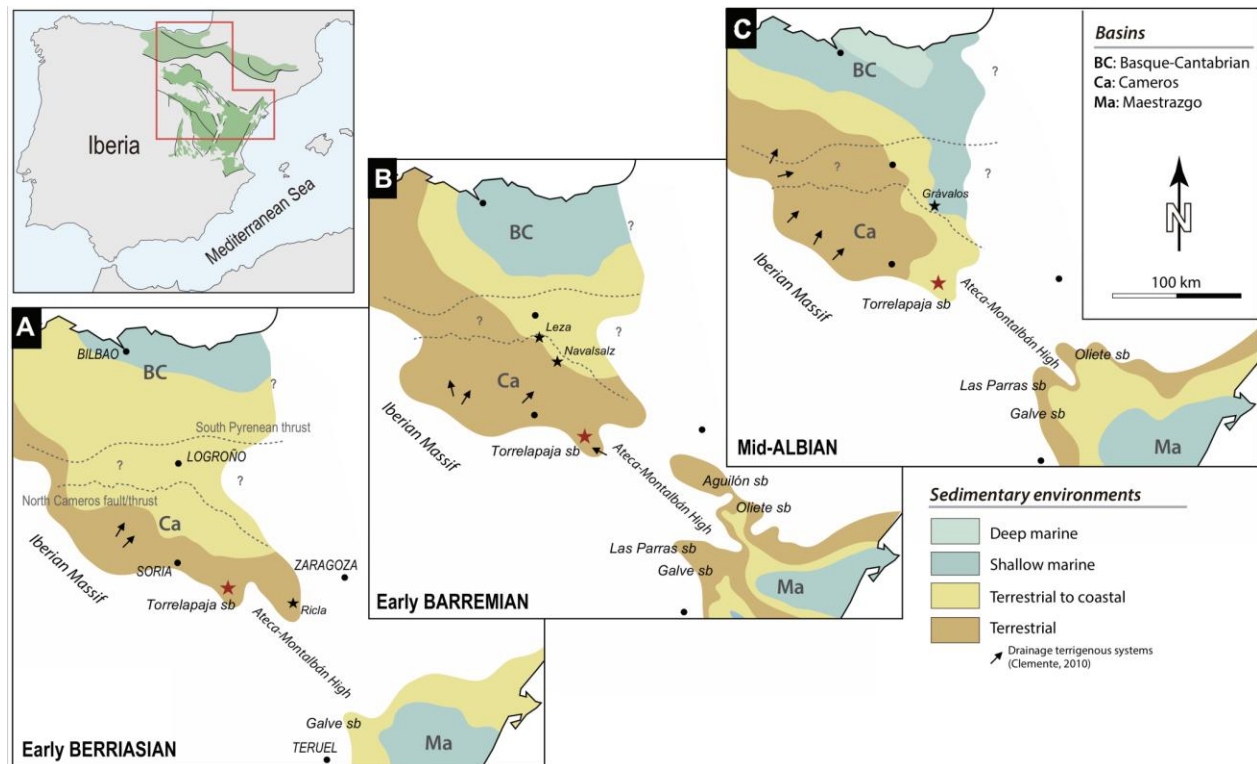 Iberia
Mediterranean Sea
A
BILBAO
BC
?
South Pyrenean thrust
LOGROÑO
?
?
North Cameros fault/thrust
Ca
Iberian Massif
SORIA
ZARAGOZA
Torrelapaja sb
Ricla
Ateca-Montalbán High
Galve sb
Ma
TERUEL
Early BERRIASIAN
B
BC
?
?
Leza
?
Navalsalz
Ca
Iberian Massif
Torrelapaja sb
Ateca-Montalbán High
Aguilón sb
Oliete sb
Las Parras sb
Galve sb
Ma
Early BARREMIAN
C
BC
?
?
?
Grávalos
Ca
Iberian Massif
Torrelapaja sb
Ateca-Montalbán High
Oliete sb
Las Parras sb
Galve sb
Ma
Mid-ALBIAN
Basins
BC: Basque-Cantabrian
Ca: Cameros
Ma: Maestrazgo
N
100 km
Sedimentary environments
Deep marine
Shallow marine
Terrestrial to coastal
Terrestrial
Drainage terrigenous systems
(Clemente, 2010)